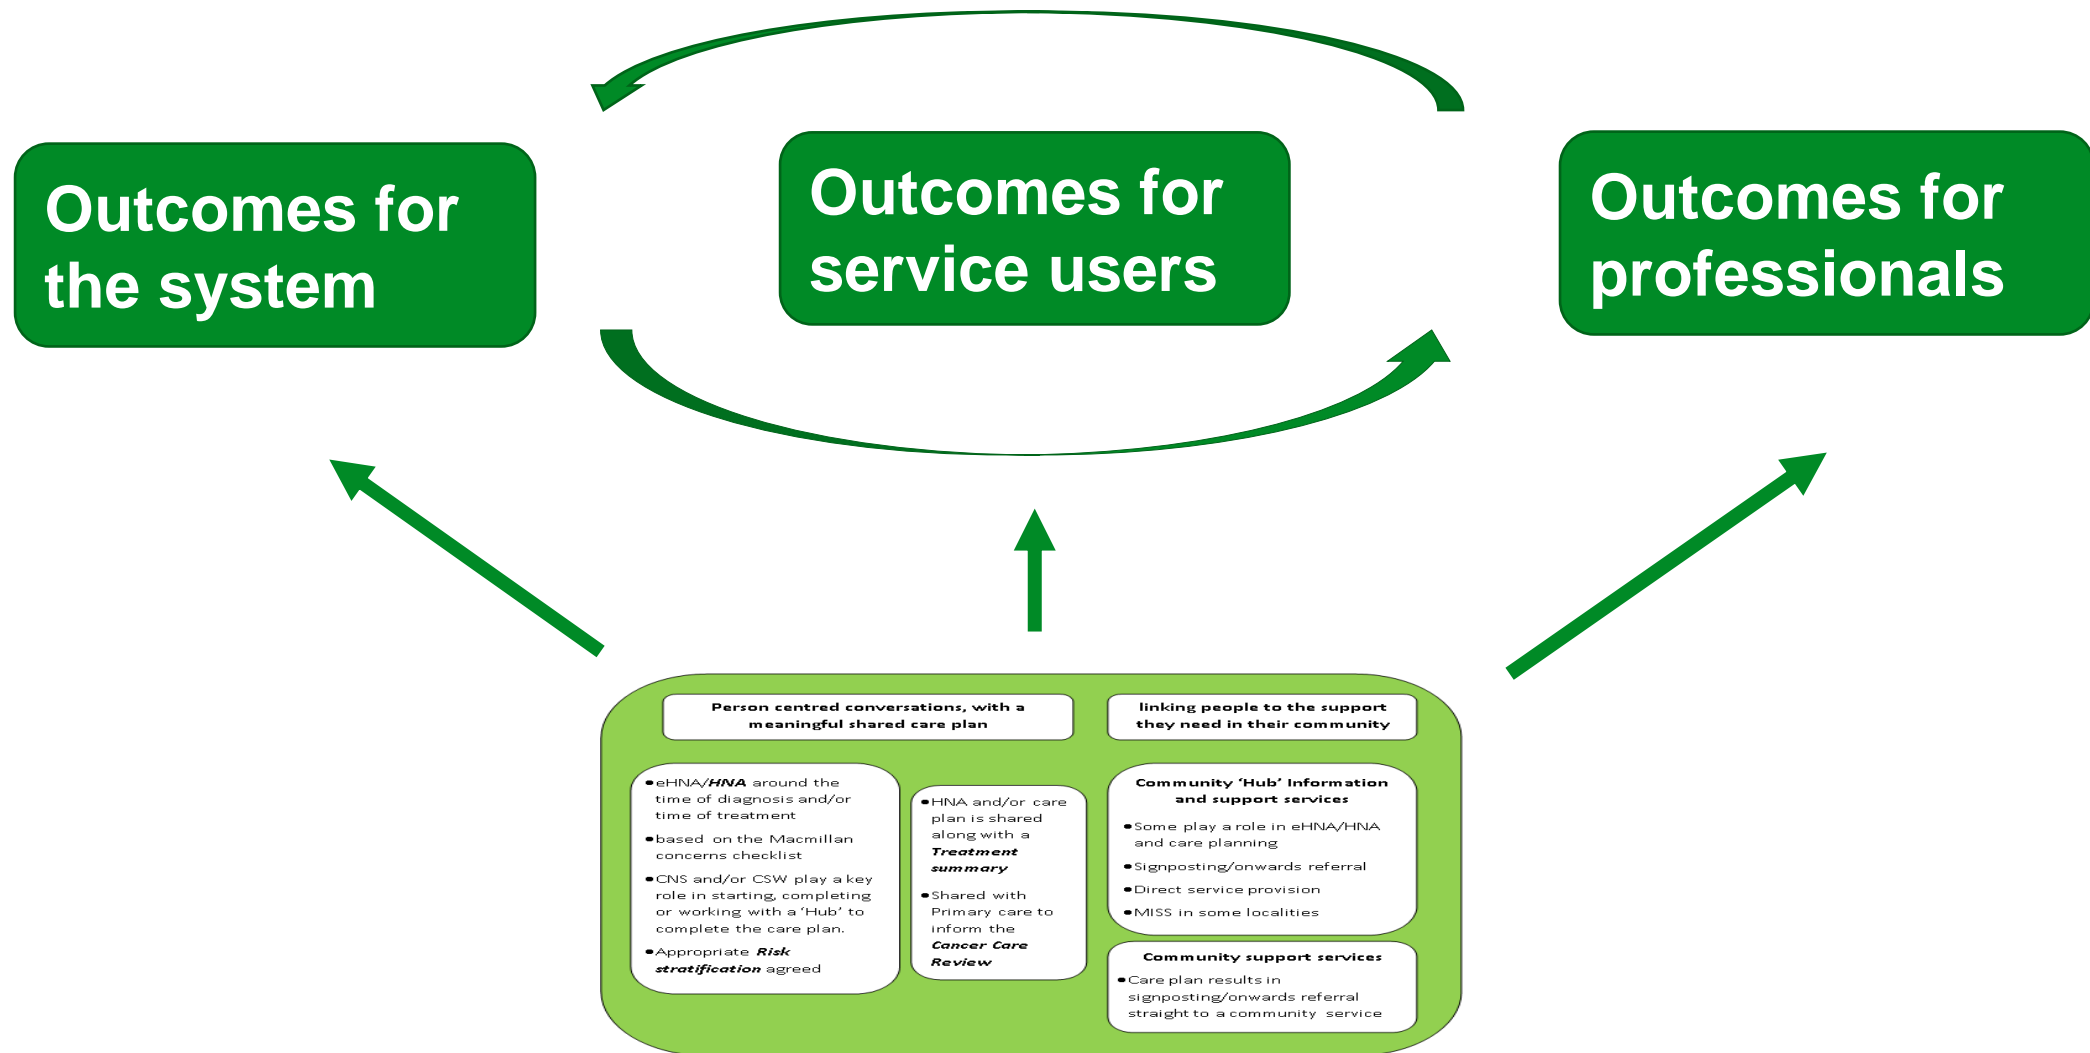 Outcomes for
the system
Outcomes for
service users
Outcomes for
professionals
Person centred conversations, with a
meaningful shared care plan
linking people to the support
they need in their community
•eHNA/HNA around the
time of diagnosis and/or
time of treatment
•based on the Macmillan
concerns checklist
•CNS and/or CSW play a key
role in starting, completing
or working with a ‘Hub’ to
complete the care plan.
•Appropriate Risk
stratification agreed
•HNA and/or care
plan is shared
along with a
Treatment
summary
•Shared with
Primary care to
inform the
Cancer Care
Review
Community ‘Hub’ Information
and support services
•Some play a role in eHNA/HNA
and care planning
•Signposting/onwards referral
•Direct service provision
•MISS in some localities
Community support services
•Care plan results in
signposting/onwards referral
straight to a community service